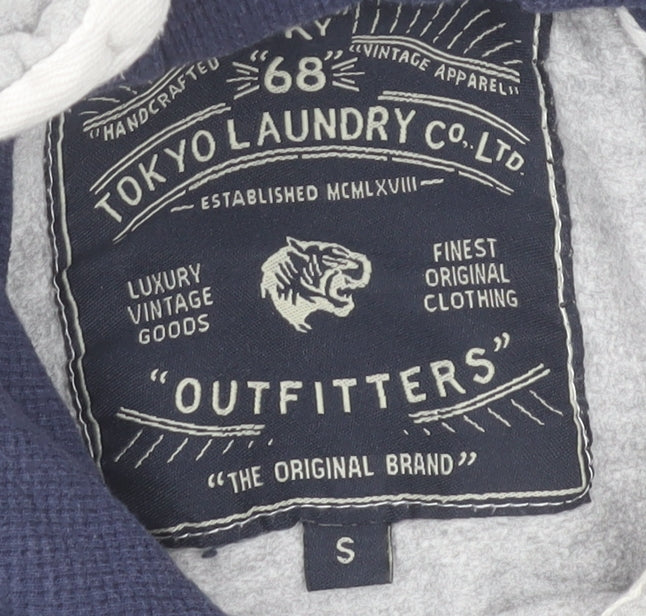 "HANDCRAFTED
"68"
"VINTAGE APPAREL"
TOKYO LAUNDRY Co., LTD.
— ESTABLISHED MCMLXVIII —
LUXURY
VINTAGE
GOODS
FINEST
ORIGINAL
CLOTHING
"OUTFITTERS"
"THE ORIGINAL BRAND"
S